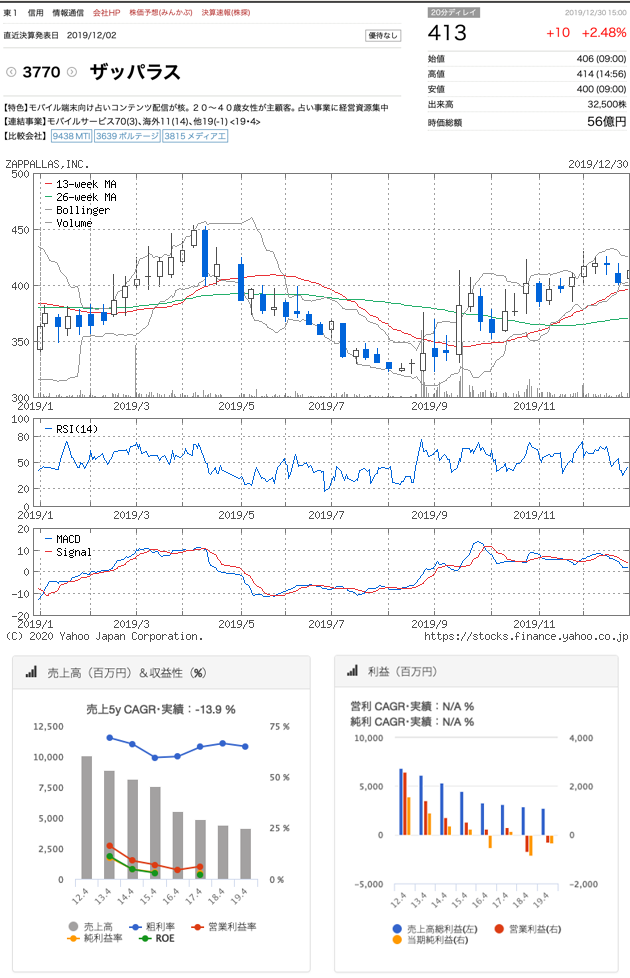 東1 信用 情報通信 会社HP 株価予想(みんかぶ) 決算速報(株探)
直近決算発表日 2019/12/02 優待なし
3770 ザッパラス
【特色】モバイル端末向け占いコンテンツ配信が核。20〜40歳女性が主顧客。占い事業に経営資源集中
【連結事業】モバイルサービス70(3)、海外11(14)、他19(-1) <19・4>
【比較会社】 9438 MTI 3639 ボルテージ 3815 メディア工
20分ディレイ 2019/12/30 15:00
413 +10 +2.48%
始値 406 (09:00)
高値 414 (14:56)
安値 400 (09:00)
出来高 32,500株
時価総額 56億円
ZAPPALLAS,INC. 2019/12/30
13-week MA
26-week MA
Bollinger
Volume
500
450
400
350
300
2019/1 2019/3 2019/5 2019/7 2019/9 2019/11
RSI(14)
100
80
50
20
0
2019/1 2019/3 2019/5 2019/7 2019/9 2019/11
MACD
Signal
20
10
0
-10
-20
2019/1 2019/3 2019/5 2019/7 2019/9 2019/11
(C) 2020 Yahoo Japan Corporation. https://stocks.finance.yahoo.co.jp
売上高（百万円）＆収益性（%）
売上5y CAGR・実績：-13.9 %
12,500 75 %
10,000
7,500 50 %
5,000 25 %
2,500
0 0 %
12.4 13.4 14.4 15.4 16.4 17.4 18.4 19.4
売上高 粗利率 営業利益率
純利益率 ROE
利益（百万円）
営利 CAGR・実績：N/A %
純利 CAGR・実績：N/A %
10,000 4,000
5,000 2,000
0 0
-5,000 -2,000
12.4 13.4 14.4 15.4 16.4 17.4 18.4 19.4
売上高総利益(左) 営業利益(右)
当期純利益(右)